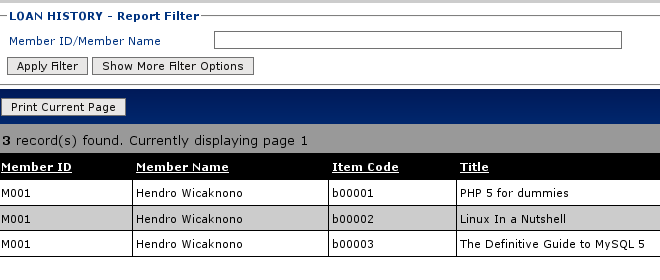 LOAN HISTORY - Report Filter
Member ID/Member Name
Apply Filter Show More Filter Options
Print Current Page
3 record(s) found. Currently displaying page 1
Member ID Member Name Item Code Title
M001 Hendro Wicaknono b00001 PHP 5 for dummies
M001 Hendro Wicaknono b00002 Linux In a Nutshell
M001 Hendro Wicaknono b00003 The Definitive Guide to MySQL 5